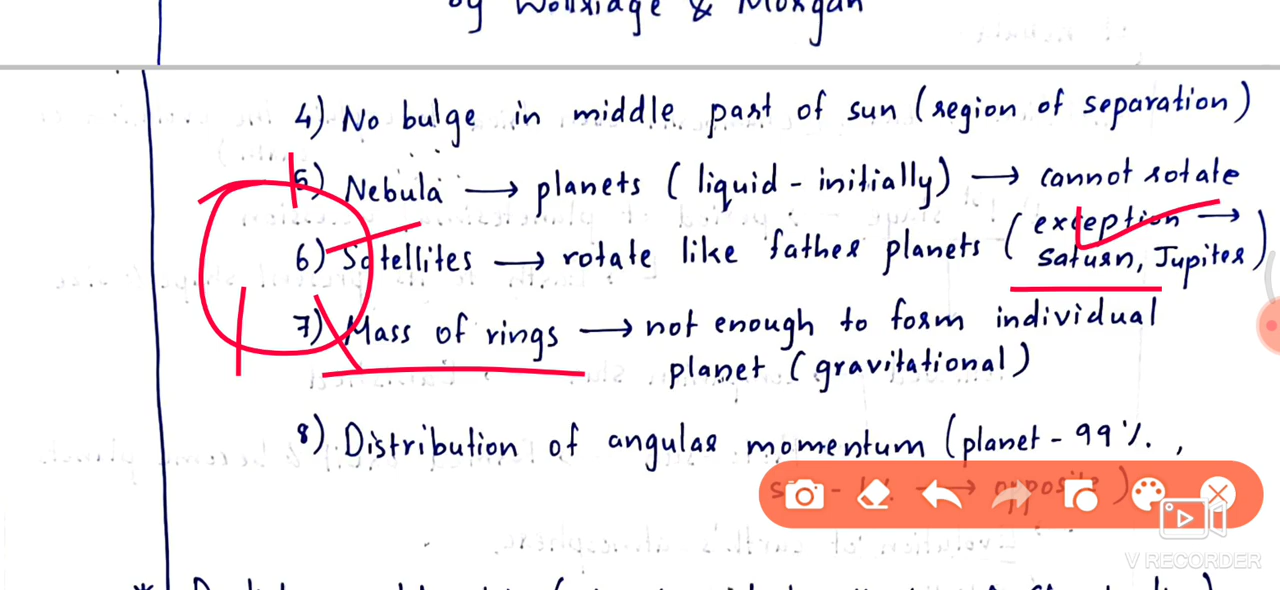 by Woolridge & Morgan
4) No bulge in middle part of sun (region of separation)
5) Nebula → planets (liquid - initially) → cannot rotate
6) Satellites → rotate like father planets (exception →
Saturn, Jupiter)
7) Mass of rings → not enough to form individual
planet (gravitational)
8) Distribution of angular momentum (planet - 99%,
→ opposite)
V RECORDER